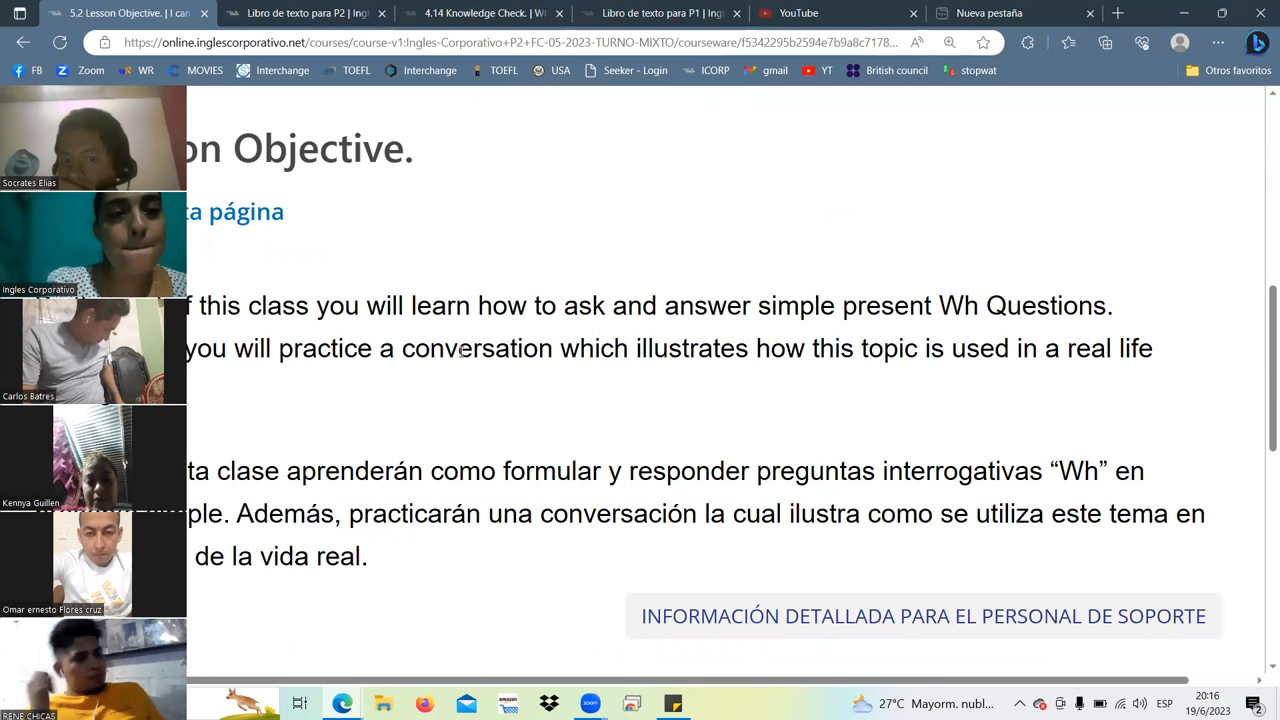 5.2 Lesson Objective. | I can
Libro de texto para P2 | Ingl
4.14 Knowledge Check. | We
Libro de texto para P1 | Ingl
YouTube
Nueva pestaña
https://online.inglescorporativo.net/courses/course-v1:Ingles-Corporativo+P2+FC-05-2023-TURNO-MIXTO/courseware/f5342295b2594e7b9a8c7178...
FB
Zoom
WR
MOVIES
Interchange
TOEFL
Interchange
TOEFL
USA
Seeker - Login
ICORP
gmail
YT
British council
stopwat
Otros favoritos
on Objective.
ta página
f this class you will learn how to ask and answer simple present Wh Questions.
you will practice a conversation which illustrates how this topic is used in a real life
ta clase aprenderán como formular y responder preguntas interrogativas “Wh” en
ple. Además, practicarán una conversación la cual ilustra como se utiliza este tema en
de la vida real.
INFORMACIÓN DETALLADA PARA EL PERSONAL DE SOPORTE
Socrates Elias
Ingles Corporativo
Carlos Batres
Kennya Guillen
Omar ernesto Flores cruz
RENE CHICAS
amazon
zoom
27°C Mayorm. nubl...
ESP
20:16
19/6/2023
2